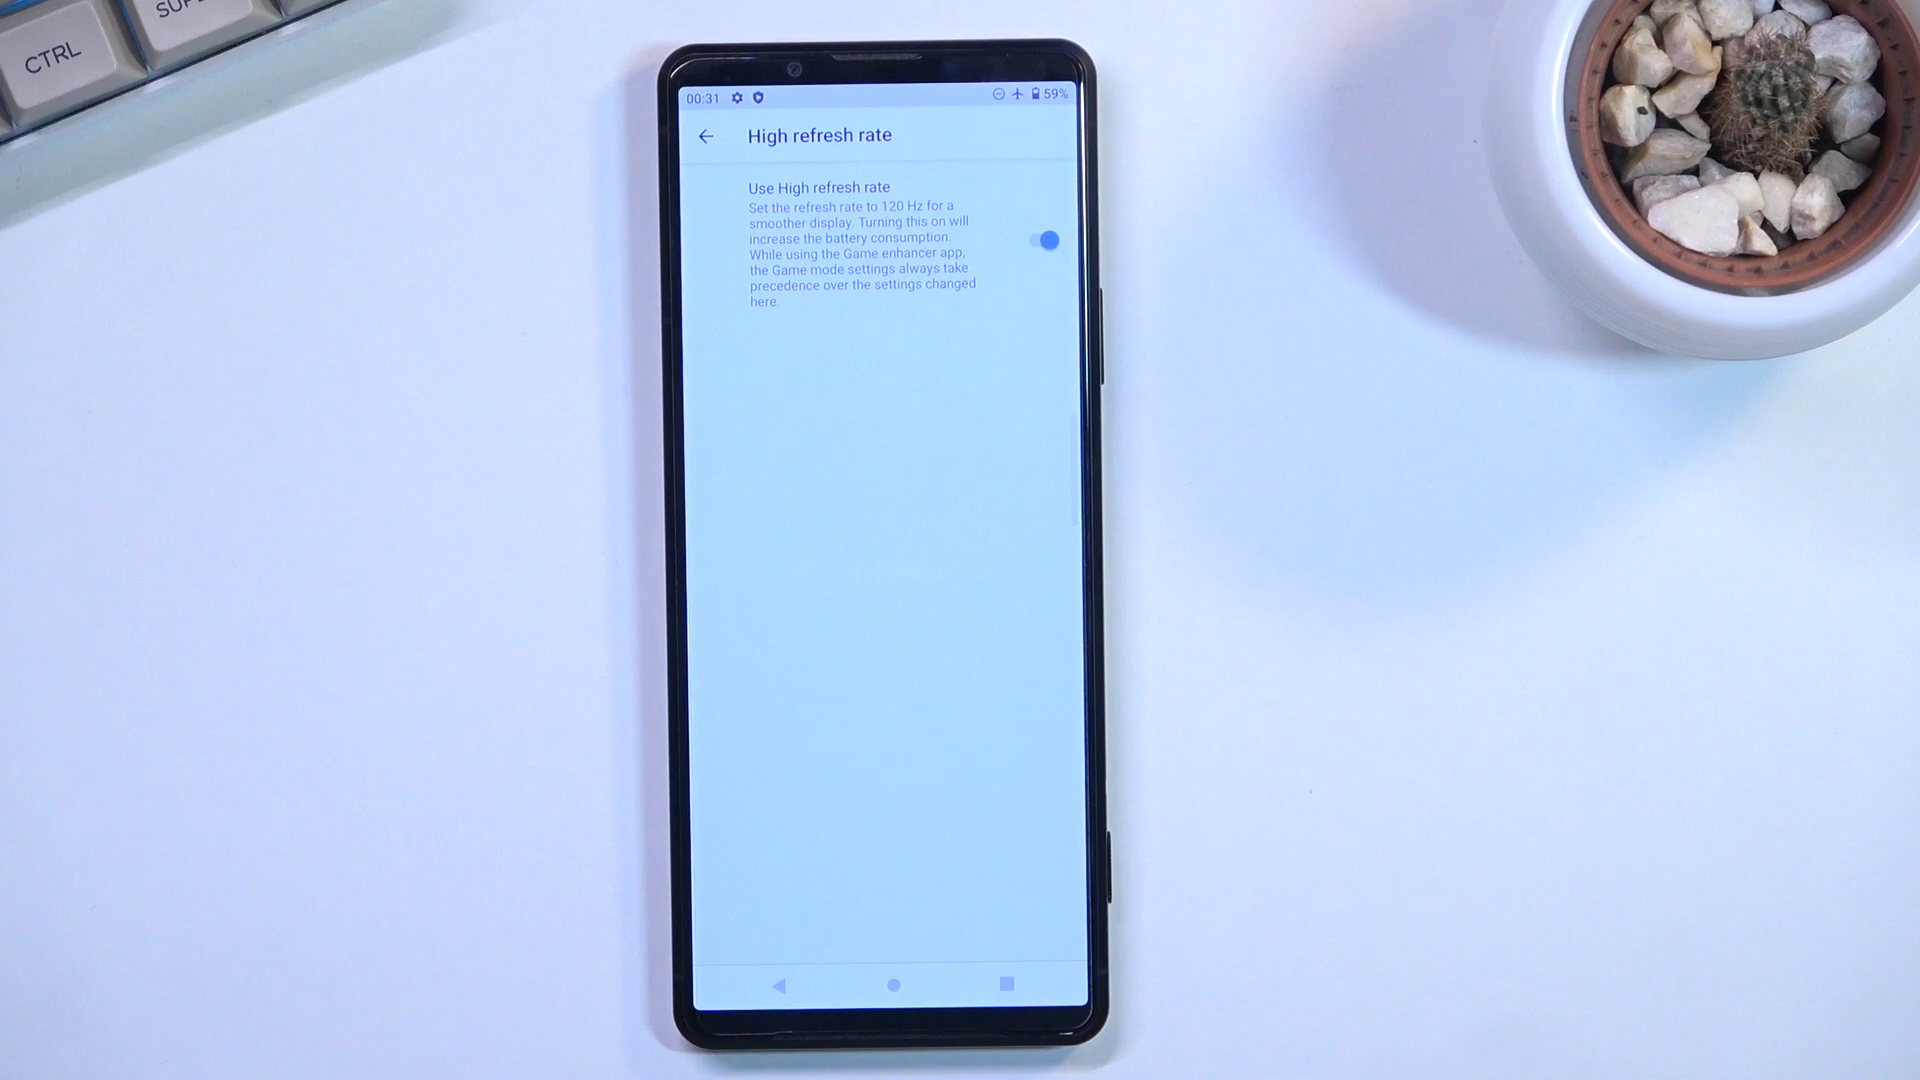 CTRL
00:31
59%
High refresh rate
Use High refresh rate
Set the refresh rate to 120 Hz for a
smoother display. Turning this on will
increase the battery consumption.
While using the Game enhancer app,
the Game mode settings always take
precedence over the settings changed
here.